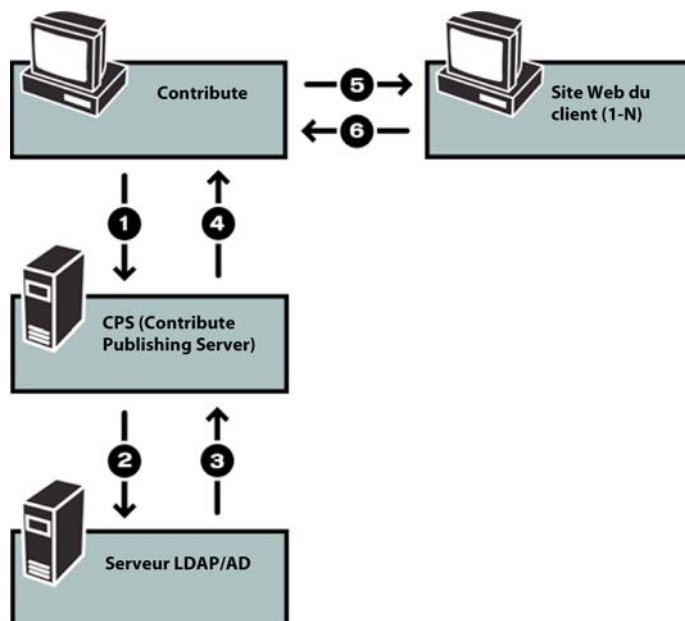 Contribute
5
Site Web du
client (1-N)
6
1
4
CPS (Contribute
Publishing Server)
2
3
Serveur LDAP/AD